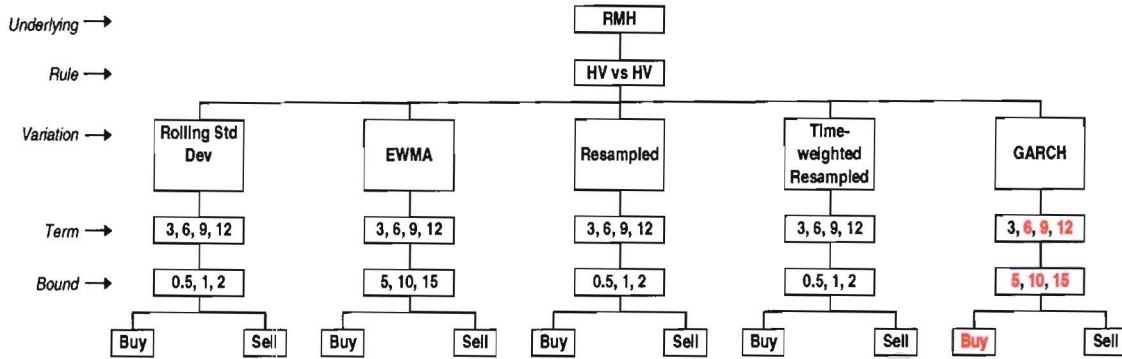 Underlying → RMH
Rule → HV vs HV
Variation →
Rolling Std
Dev
EWMA
Resampled
Time-
weighted
Resampled
GARCH
Term → 3, 6, 9, 12 3, 6, 9, 12 3, 6, 9, 12 3, 6, 9, 12 3, 6, 9, 12
Bound → 0.5, 1, 2 5, 10, 15 0.5, 1, 2 0.5, 1, 2 5, 10, 15
Buy Sell Buy Sell Buy Sell Buy Sell Buy Sell